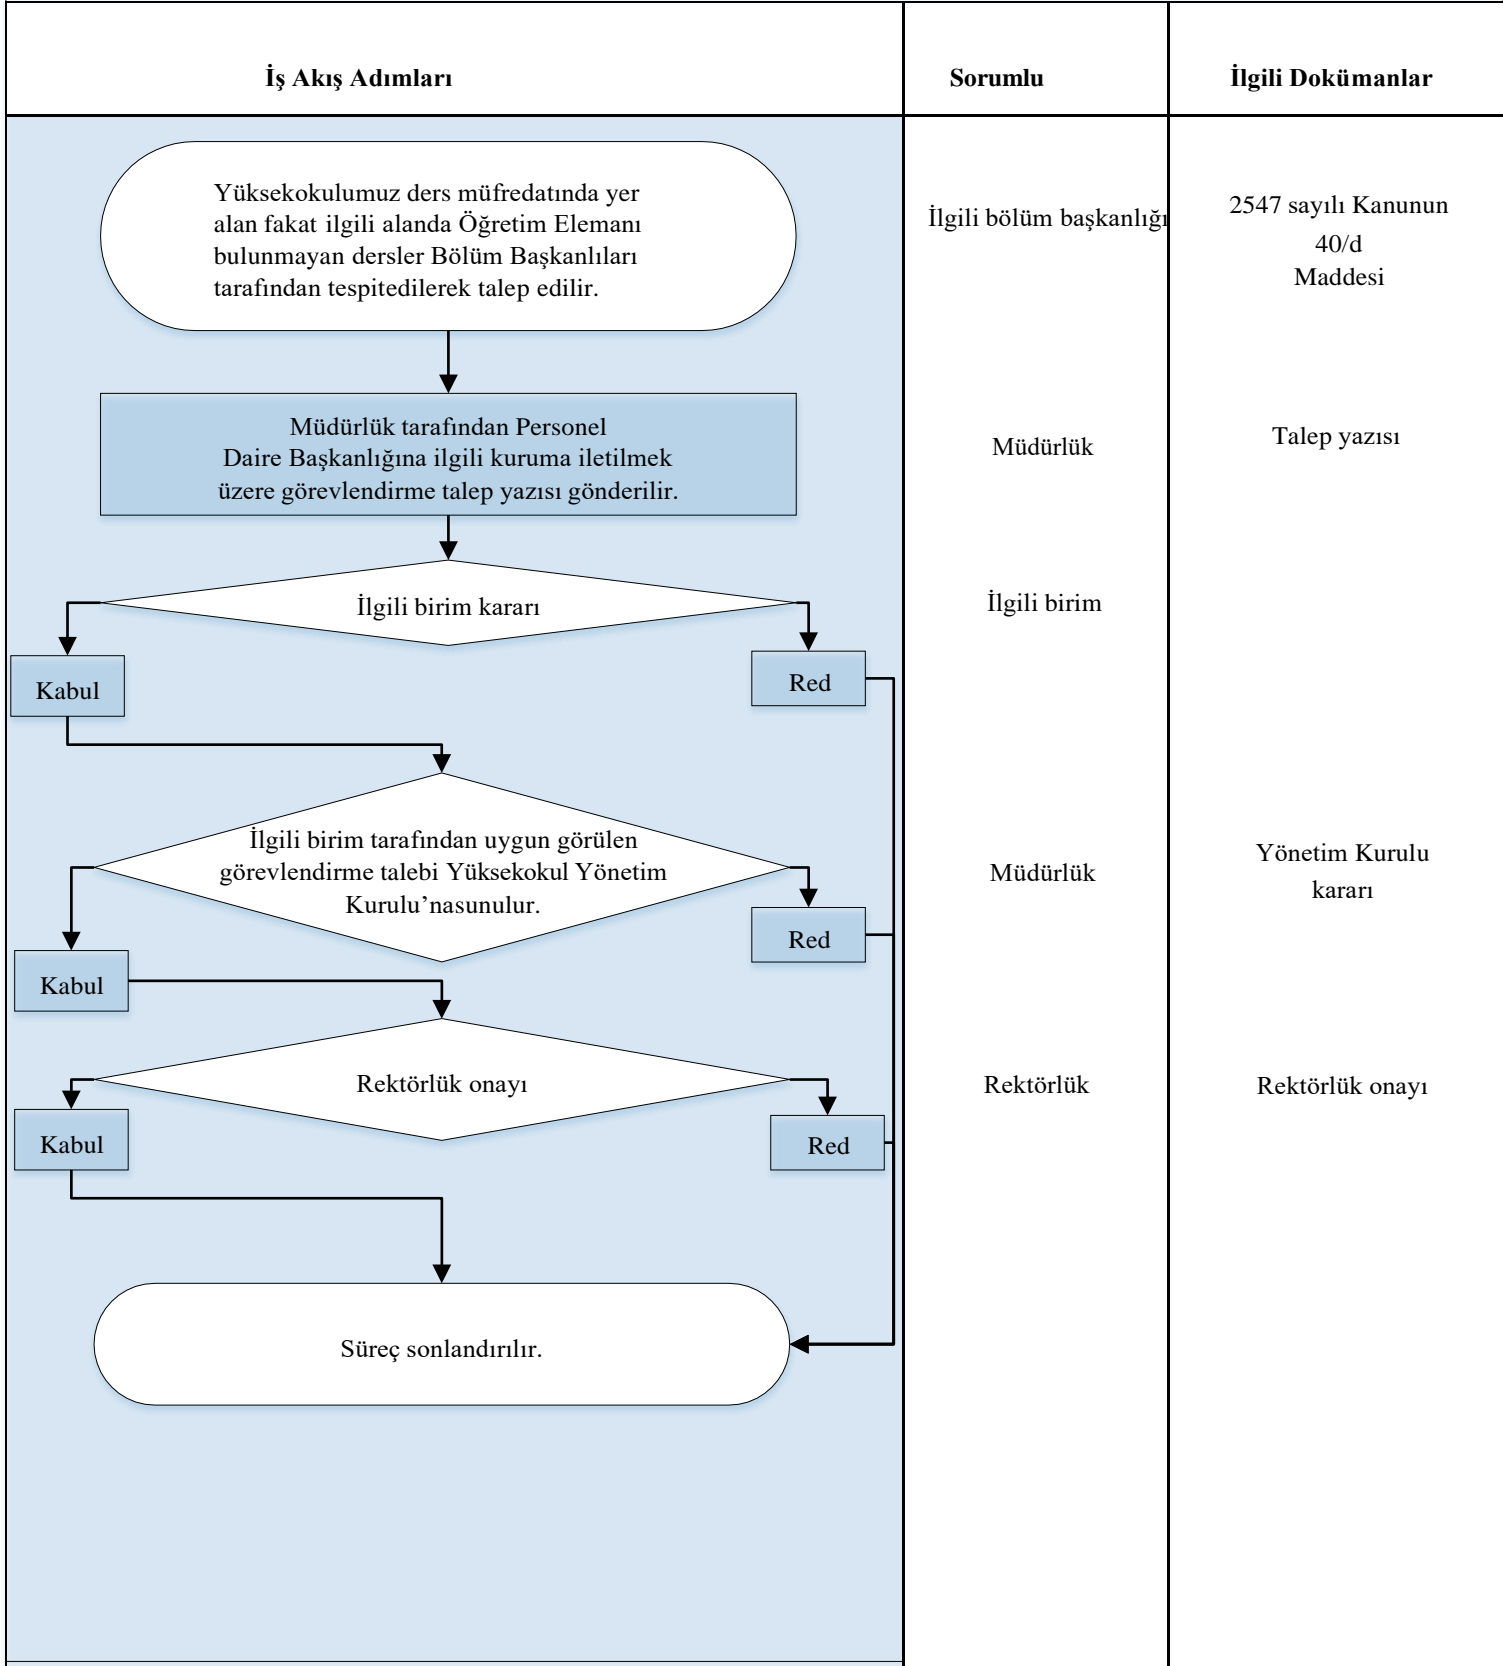 İş Akış Adımları
Sorumlu
İlgili Dokümanlar
Yüksekokulumuz ders müfredatında yer
alan fakat ilgili alanda Öğretim Elemanı
bulunmayan dersler Bölüm Başkanlıları
tarafından tespitedilerek talep edilir.
İlgili bölüm başkanlığı
2547 sayılı Kanunun
40/d
Maddesi
Müdürlük tarafından Personel
Daire Başkanlığına ilgili kuruma iletilmek
üzere görevlendirme talep yazısı gönderilir.
Müdürlük
Talep yazısı
İlgili birim kararı
İlgili birim
Kabul
Red
İlgili birim tarafından uygun görülen
görevlendirme talebi Yüksekokul Yönetim
Kurulu’nasunulur.
Müdürlük
Yönetim Kurulu
kararı
Red
Kabul
Rektörlük onayı
Rektörlük
Rektörlük onayı
Kabul
Red
Süreç sonlandırılır.